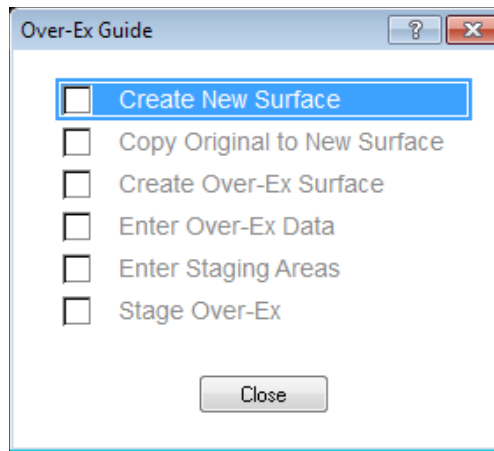 Over-Ex Guide ?
Create New Surface
Copy Original to New Surface
Create Over-Ex Surface
Enter Over-Ex Data
Enter Staging Areas
Stage Over-Ex
Close